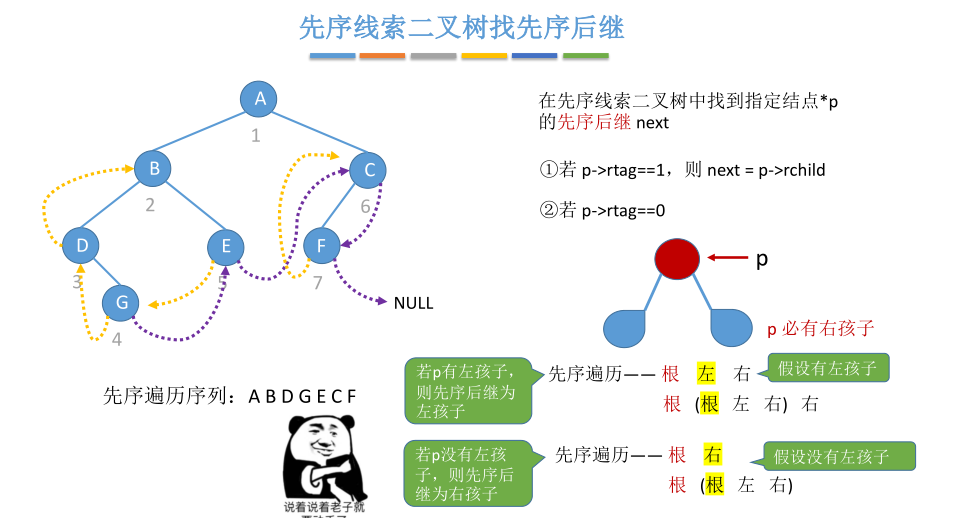 先序线索二叉树找先序后继
A
1
B
2
C
6
D
3
E
5
F
7
G
4
NULL
先序遍历序列：A B D G E C F
说着说着老子就
在先序线索二叉树中找到指定结点*p
的先序后继 next
①若 p->rtag==1，则 next = p->rchild
②若 p->rtag==0
p
p 必有右孩子
若p有左孩子，
则先序后继为
左孩子
先序遍历—— 根 左 右
假设有左孩子
根 (根 左 右) 右
若p没有左孩
子，则先序后
继为右孩子
先序遍历—— 根 右
假设没有左孩子
根 (根 左 右)